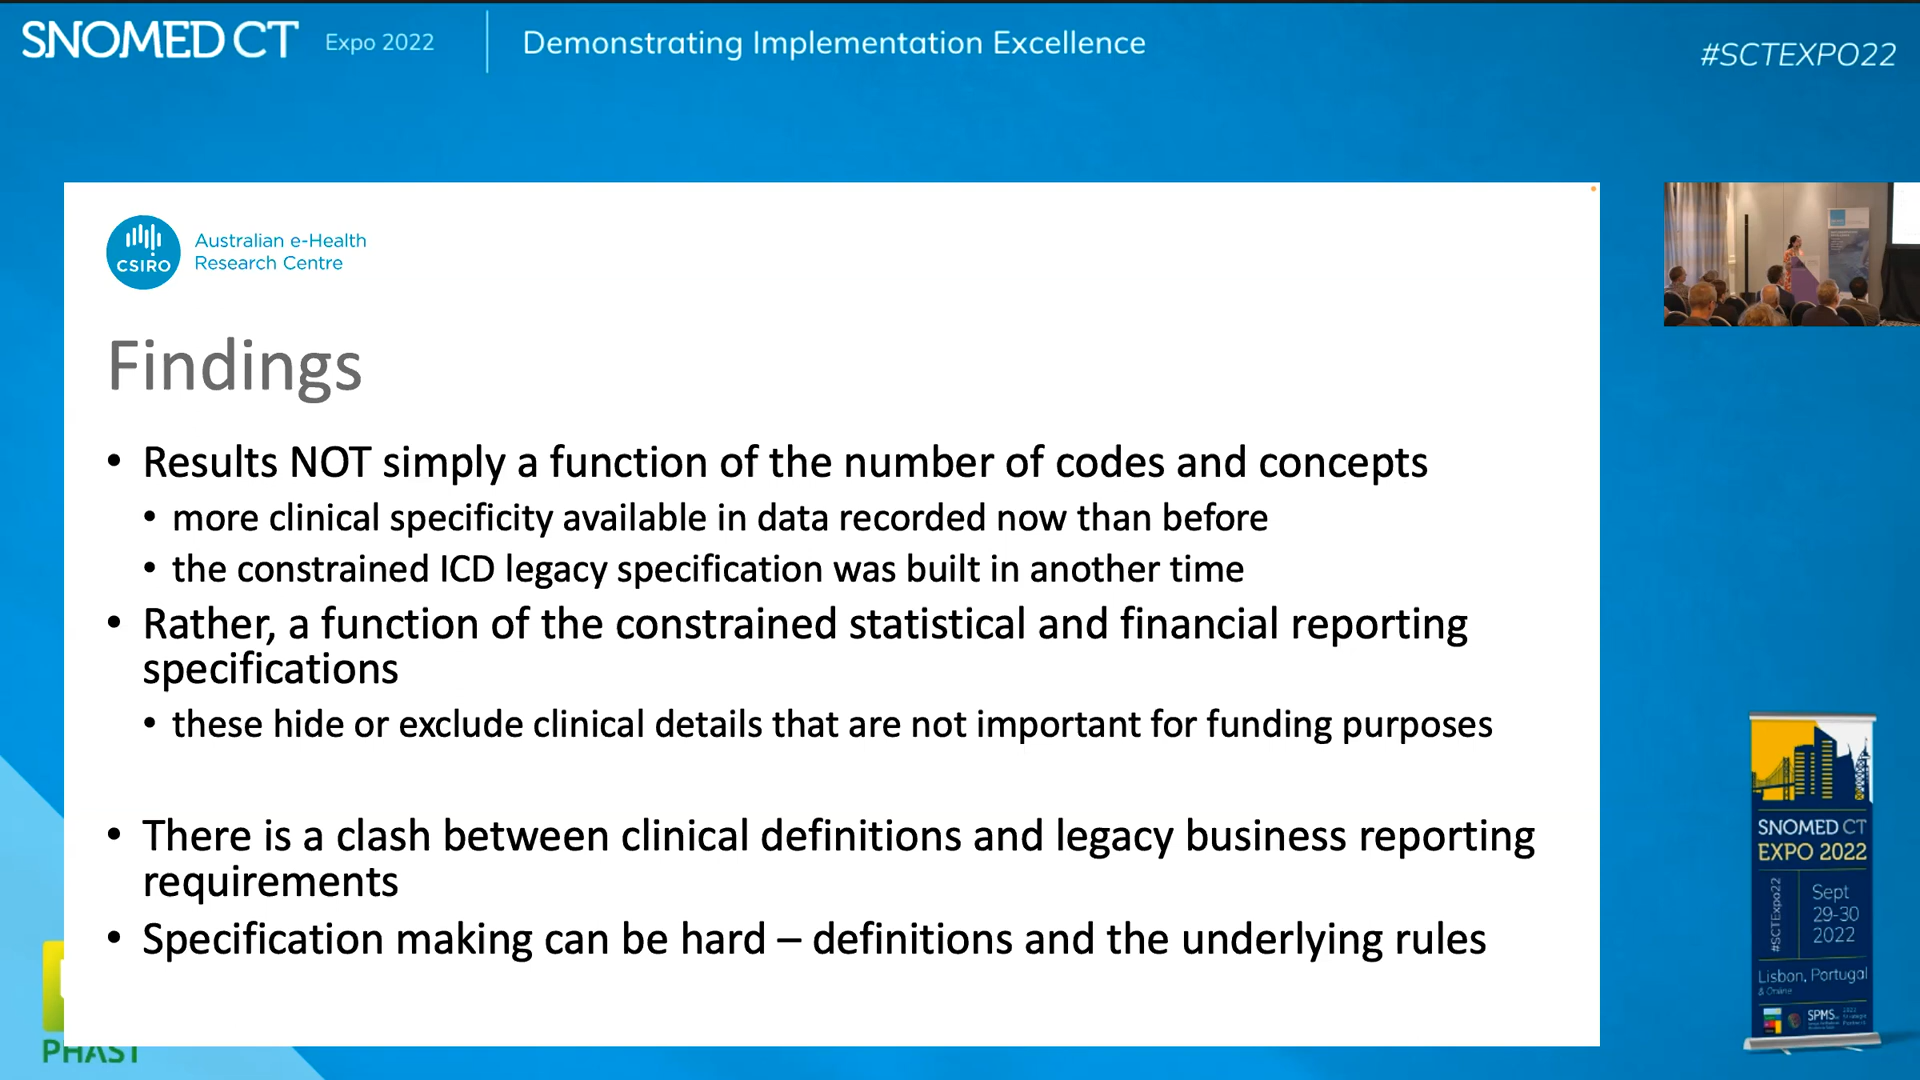 SNOMED CT Expo 2022 Demonstrating Implementation Excellence
#SCTEXPO22
CSIRO
Australian e-Health
Research Centre
Findings
• Results NOT simply a function of the number of codes and concepts
• more clinical specificity available in data recorded now than before
• the constrained ICD legacy specification was built in another time
• Rather, a function of the constrained statistical and financial reporting
specifications
• these hide or exclude clinical details that are not important for funding purposes
• There is a clash between clinical definitions and legacy business reporting
requirements
• Specification making can be hard – definitions and the underlying rules
PHAST
SNOMED CT
EXPO 2022
#SCTExpo22
Sept
29-30
2022
Lisbon, Portugal
& Online
SPMS